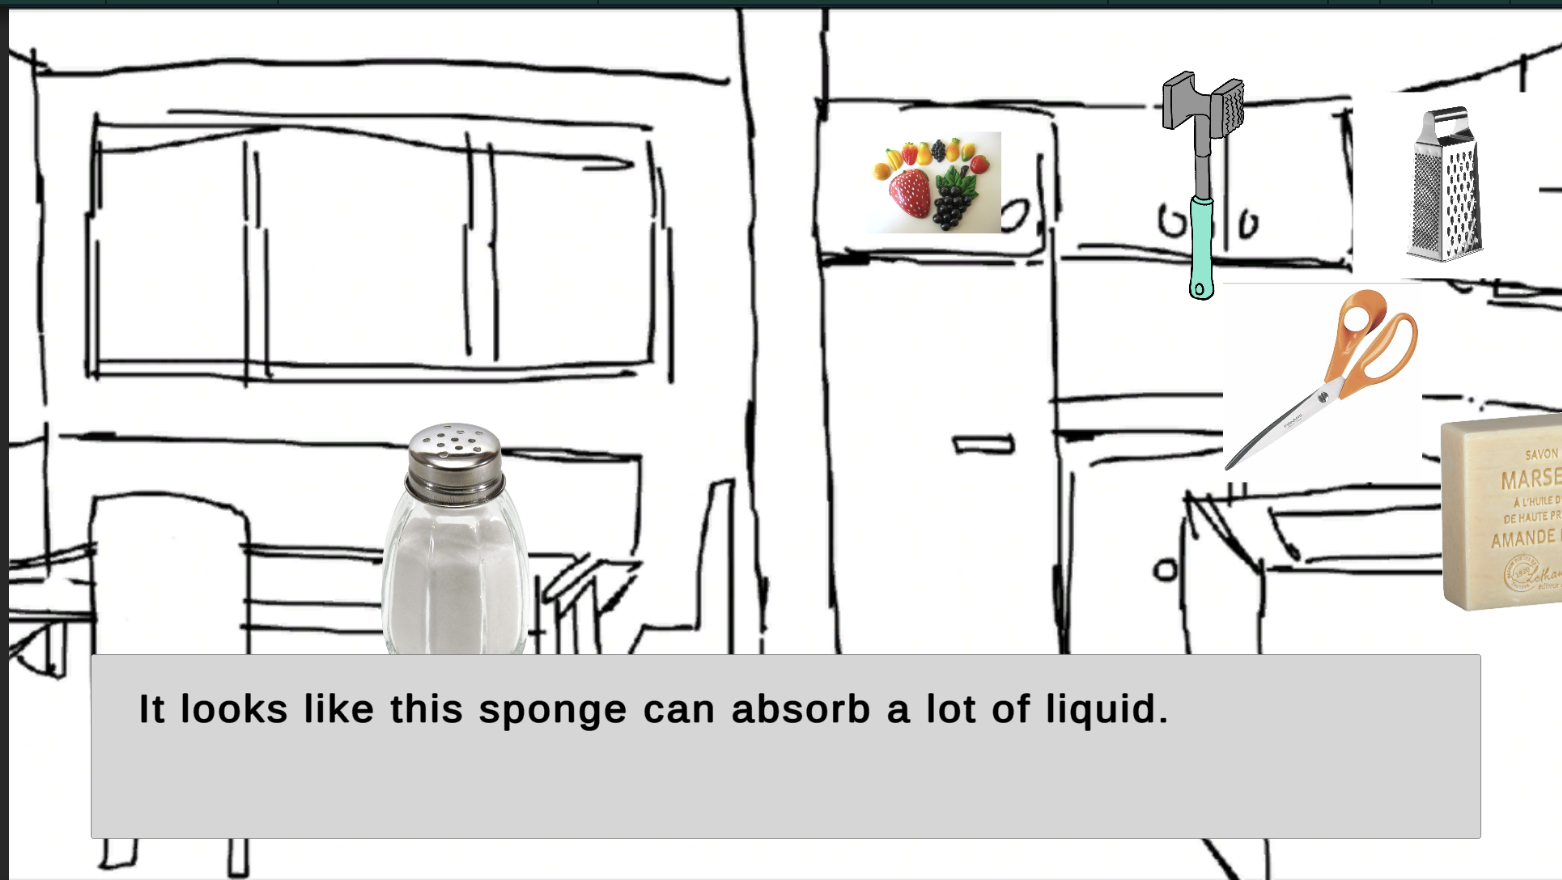 SAVON
MARSE
À L'HUILE D
DE HAUTE PR
AMANDE
It looks like this sponge can absorb a lot of liquid.